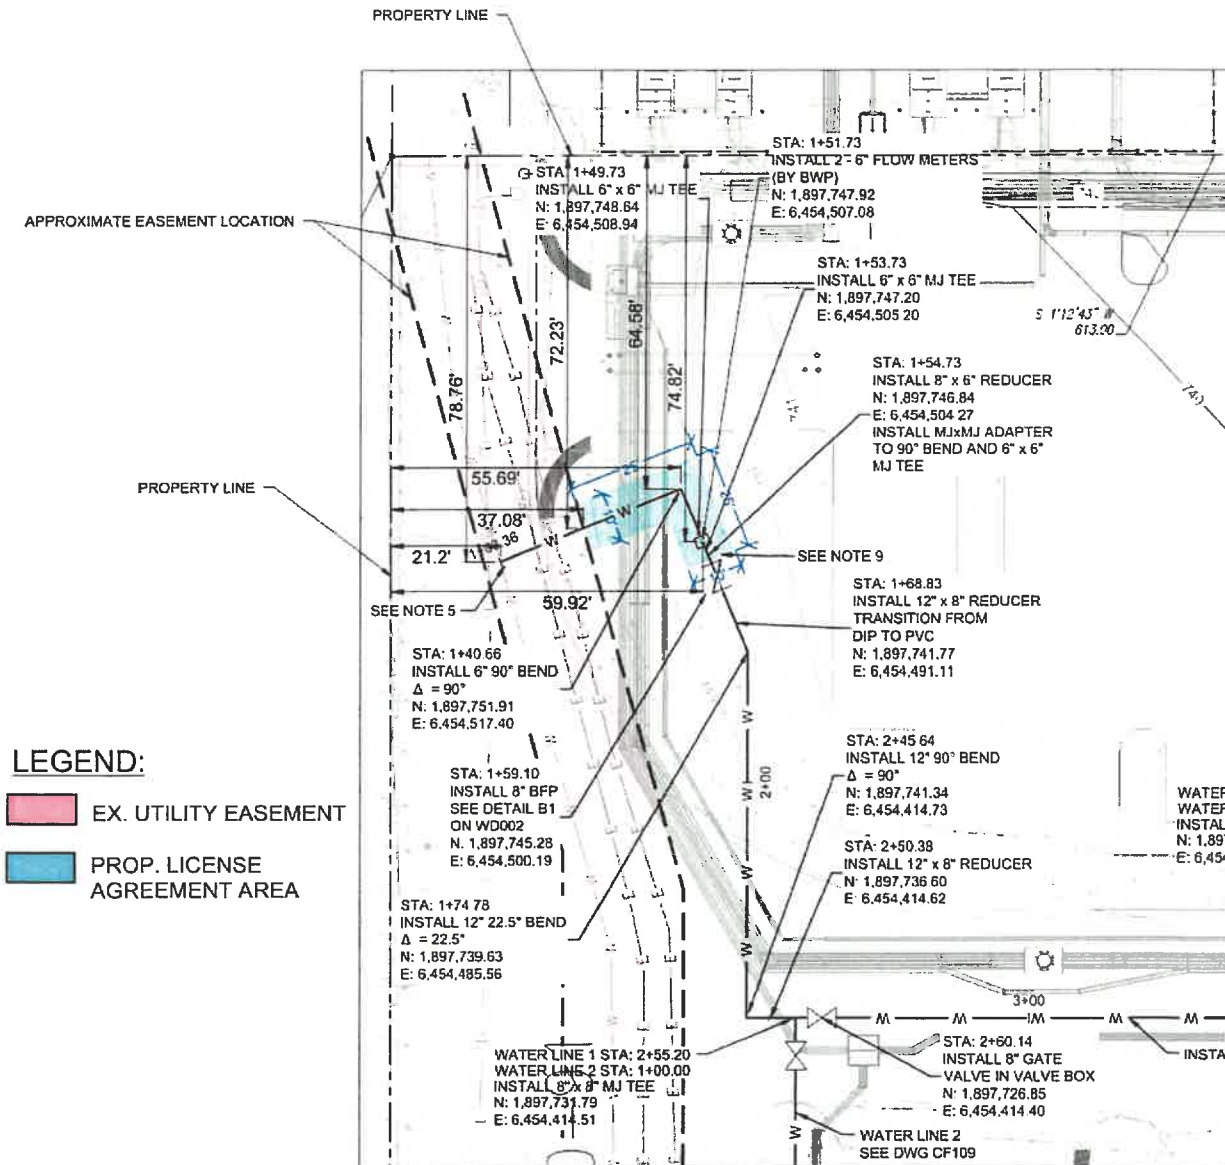 PROPERTY LINE
STA: 1+51.73
INSTALL 2 - 6" FLOW METERS
(BY BWP)
N: 1,897,747.92
E: 6,454,507.08
STA: 1+49.73
INSTALL 6" x 6" MJ TEE
N: 1,897,748.64
E: 6,454,508.94
APPROXIMATE EASEMENT LOCATION
STA: 1+53.73
INSTALL 6" x 6" MJ TEE
N: 1,897,747.20
E: 6,454,505.20
S 1°12'43" W
613.00
740
741
78.76'
72.23'
64.58'
74.82'
STA: 1+54.73
INSTALL 8" x 6" REDUCER
N: 1,897,746.84
E: 6,454,504.27
INSTALL MJxMJ ADAPTER
TO 90° BEND AND 6" x 6"
MJ TEE
PROPERTY LINE
55.69'
25'
37.08'
W
36
W
21.2'
SEE NOTE 9
59.92'
SEE NOTE 5
STA: 1+68.83
INSTALL 12" x 8" REDUCER
TRANSITION FROM
DIP TO PVC
N: 1,897,741.77
E: 6,454,491.11
STA: 1+40.66
INSTALL 6" 90° BEND
Δ = 90°
N: 1,897,751.91
E: 6,454,517.40
W
W
2+00
W
W
LEGEND:
EX. UTILITY EASEMENT
PROP. LICENSE
AGREEMENT AREA
STA: 2+45.64
INSTALL 12" 90° BEND
Δ = 90°
N: 1,897,741.34
E: 6,454,414.73
STA: 1+59.10
INSTALL 8" BFP
SEE DETAIL B1
ON WD002
N. 1,897,745.28
E: 6,454,500.19
WATER
WATER
INSTAL
N: 1,897
E: 6,454
STA: 2+50.38
INSTALL 12" x 8" REDUCER
N: 1,897,736.60
E: 6,454,414.62
STA: 1+74.78
INSTALL 12" 22.5° BEND
Δ = 22.5°
N: 1,897,739.63
E: 6,454,485.56
3+00
W W W W W
WATER LINE 1 STA: 2+55.20
WATER LINE 2 STA: 1+00.00
INSTALL 8" x 8" MJ TEE
N: 1,897,731.79
E: 6,454,414.51
STA: 2+60.14
INSTALL 8" GATE
VALVE IN VALVE BOX
N: 1,897,726.85
E: 6,454,414.40
INSTA
W
WATER LINE 2
SEE DWG CF109